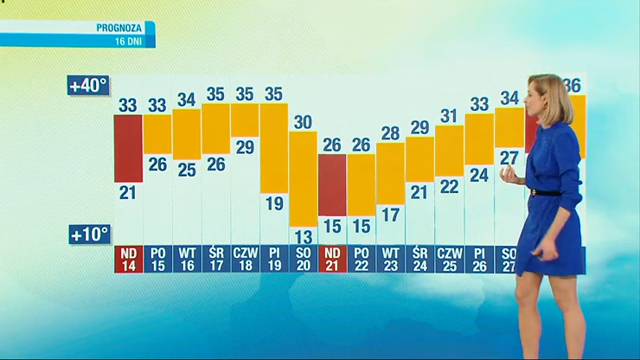 PROGNOZA
16 DNI
+40°
33 33 34 35 35 35 30 26 26 28 29 31 33 34 36
21 26 25 26 29 19 13 15 15 17 21 22 24 27
+10°
ND PO WT ŚR CZW PI SO ND PO WT ŚR CZW PI SO
14 15 16 17 18 19 20 21 22 23 24 25 26 27